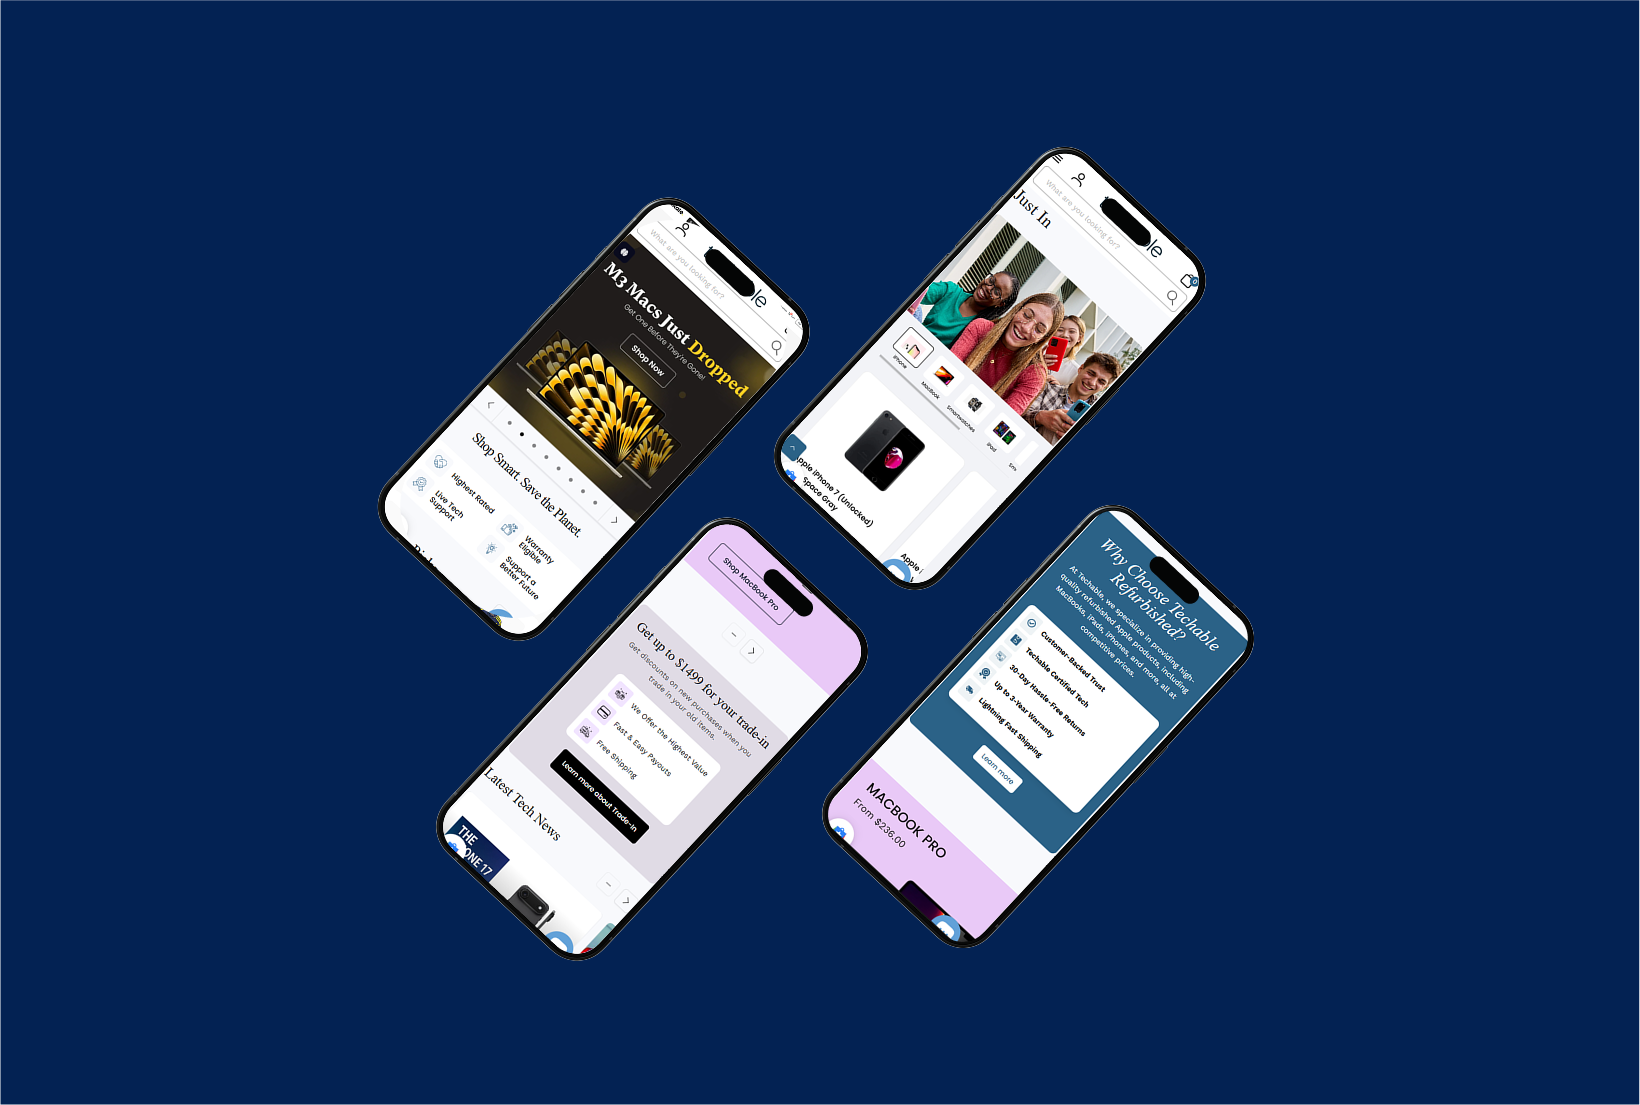 What are you looking for?
le
M3 Macs Just Dropped
Get One Before They're Gone!
Shop Now
Shop Smart. Save the Planet.
Highest Rated
Live Tech
Support
Warranty
Eligible
Support a
Better Future
le
What are you looking for?
0
Just In
iPhone
MacBook
Smartwatches
iPad
Apple iPhone 7 (Unlocked)
Space Gray
Apple i
Shop MacBook Pro
Get up to $1499 for your trade-in
Get discounts on new purchases when you
trade in your old items.
We Offer the Highest Value
Fast & Easy Payouts
Free Shipping
Learn more about Trade-in
Latest Tech News
THE
ONE 17
Why Choose Techable
Refurbished?
At Techable, we specialize in providing high-
quality refurbished Apple products, including
MacBooks, iPads, iPhones, and more, all at
competitive prices.
Customer-Backed Trust
Techable Certified Tech
30-Day Hassle-Free Returns
Up to 3-Year Warranty
Lightning Fast Shipping
Learn more
MACBOOK PRO
From $236.00